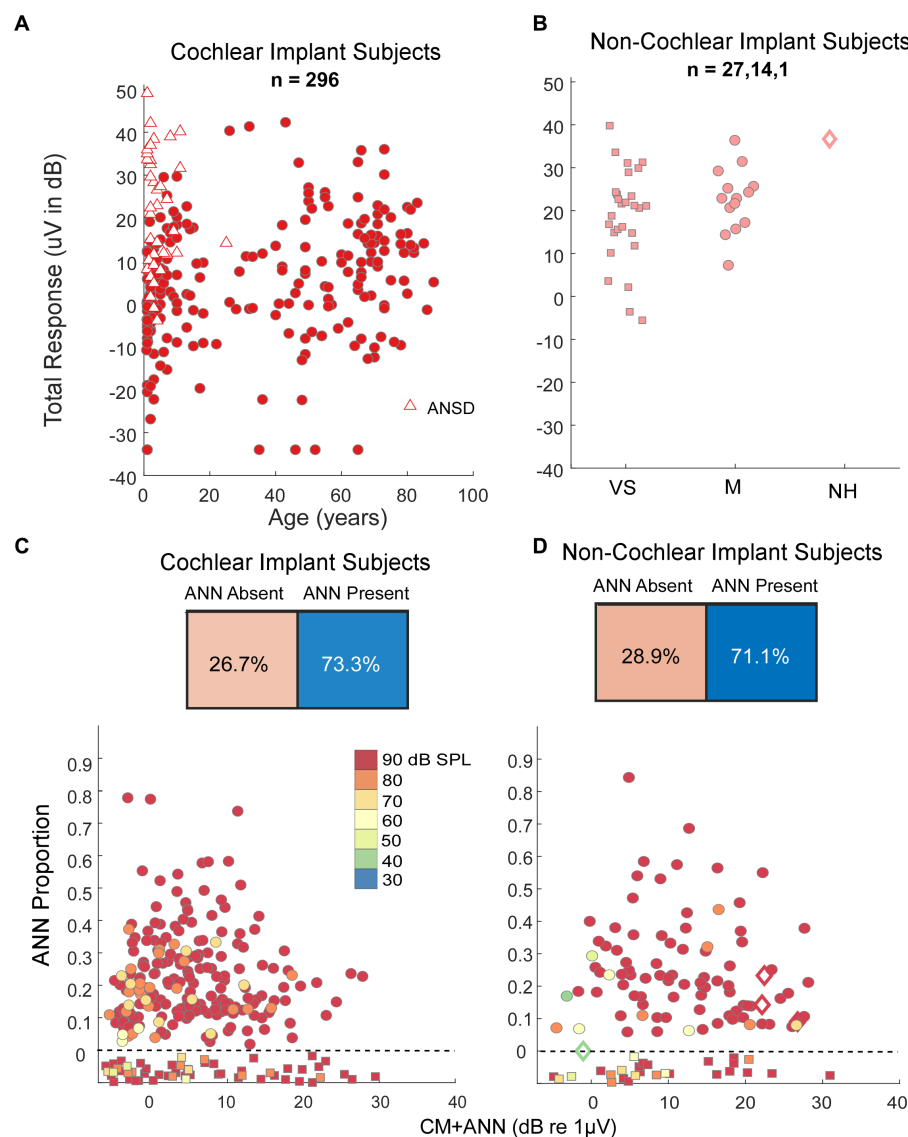 A
Cochlear Implant Subjects
n = 296
Total Response (uV in dB)
50
40
30
20
10
0
-10
-20
-30
-40
0
20
40
60
80
100
Age (years)
ANSD
B
Non-Cochlear Implant Subjects
n = 27,14,1
50
40
30
20
10
0
-10
-20
-30
-40
VS
M
NH
C
Cochlear Implant Subjects
ANN Absent
ANN Present
26.7%
73.3%
ANN Proportion
0.9
0.8
0.7
0.6
0.5
0.4
0.3
0.2
0.1
0
90 dB SPL
80
70
60
50
40
30
0
10
20
30
40
D
Non-Cochlear Implant Subjects
ANN Absent
ANN Present
28.9%
71.1%
0.9
0.8
0.7
0.6
0.5
0.4
0.3
0.2
0.1
0
0
10
20
30
40
CM+ANN (dB re 1µV)